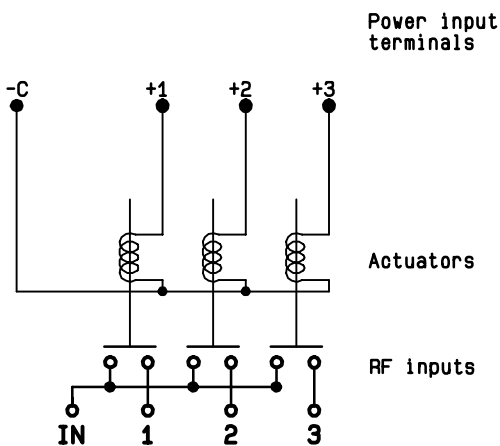 Power input
terminals
-C +1 +2 +3
Actuators
RF inputs
IN 1 2 3